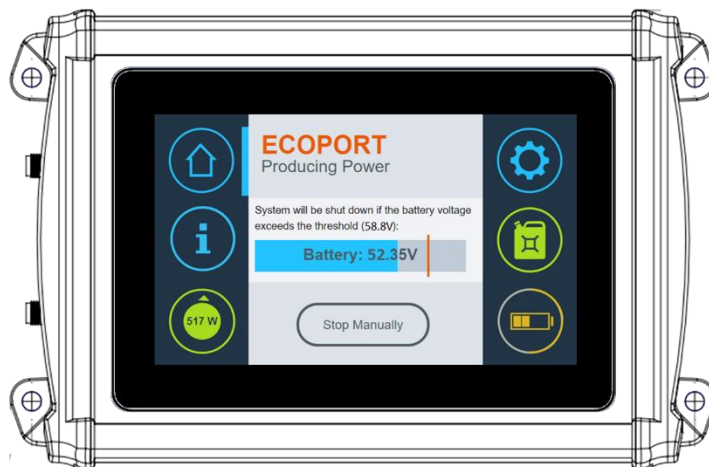 ECOPORT
Producing Power
System will be shut down if the battery voltage
exceeds the threshold (58.8V):
Battery: 52.35V
517 W
Stop Manually